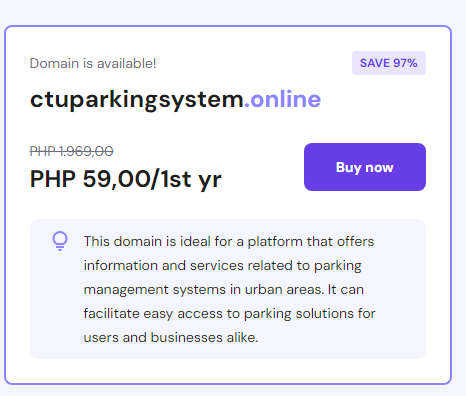 Domain is available!
SAVE 97%
ctuparkingsystem.online
PHP 1.969,00
PHP 59,00/1st yr
Buy now
This domain is ideal for a platform that offers
information and services related to parking
management systems in urban areas. It can
facilitate easy access to parking solutions for
users and businesses alike.